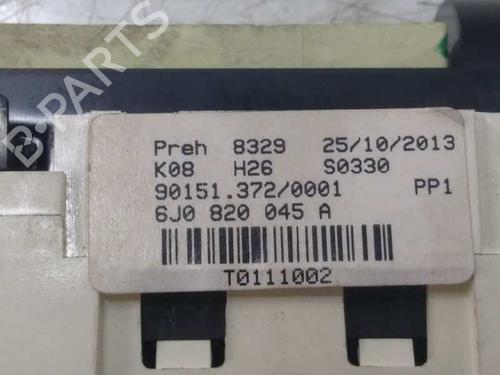 B-PARTS
Preh 8329 25/10/2013
K08 H26 S0330
90151.372/0001 PP1
6J0 820 045 A
T0111002